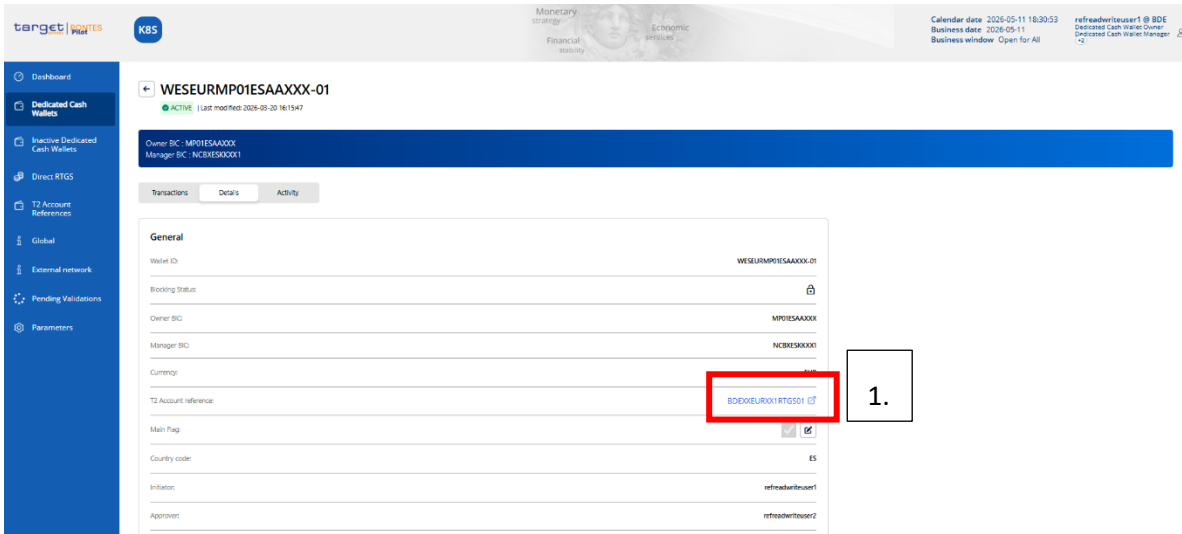 target | PONTES
Pilot
KBS
Monetary
strategy
Economic
services
Financial
stability
Calendar date 2026-05-11 18:30:53
Business date 2026-05-11
Business window Open for All
refreadwriteuser1 @ BDE
Dedicated Cash Wallet Owner
Dedicated Cash Wallet Manager
+2
Dashboard
Dedicated Cash
Wallets
Inactive Dedicated
Cash Wallets
Direct RTGS
T2 Account
References
Global
External network
Pending Validations
Parameters
WESEURMP01ESAAXXX-01
ACTIVE | Last modified: 2026-03-20 16:15:47
Owner BIC : MP01ESAAXXX
Manager BIC : NCBXESKXXX1
Transactions Details Activity
General
Wallet ID: WESEURMP01ESAAXXX-01
Blocking Status:
Owner BIC: MP01ESAAXXX
Manager BIC:
Currency:
T2 Account reference: BDEXXEURXX1RTGS01
Main Flag:
Country code: ES
Initiator: refreadwriteuser1
Approver: refreadwriteuser2
1.